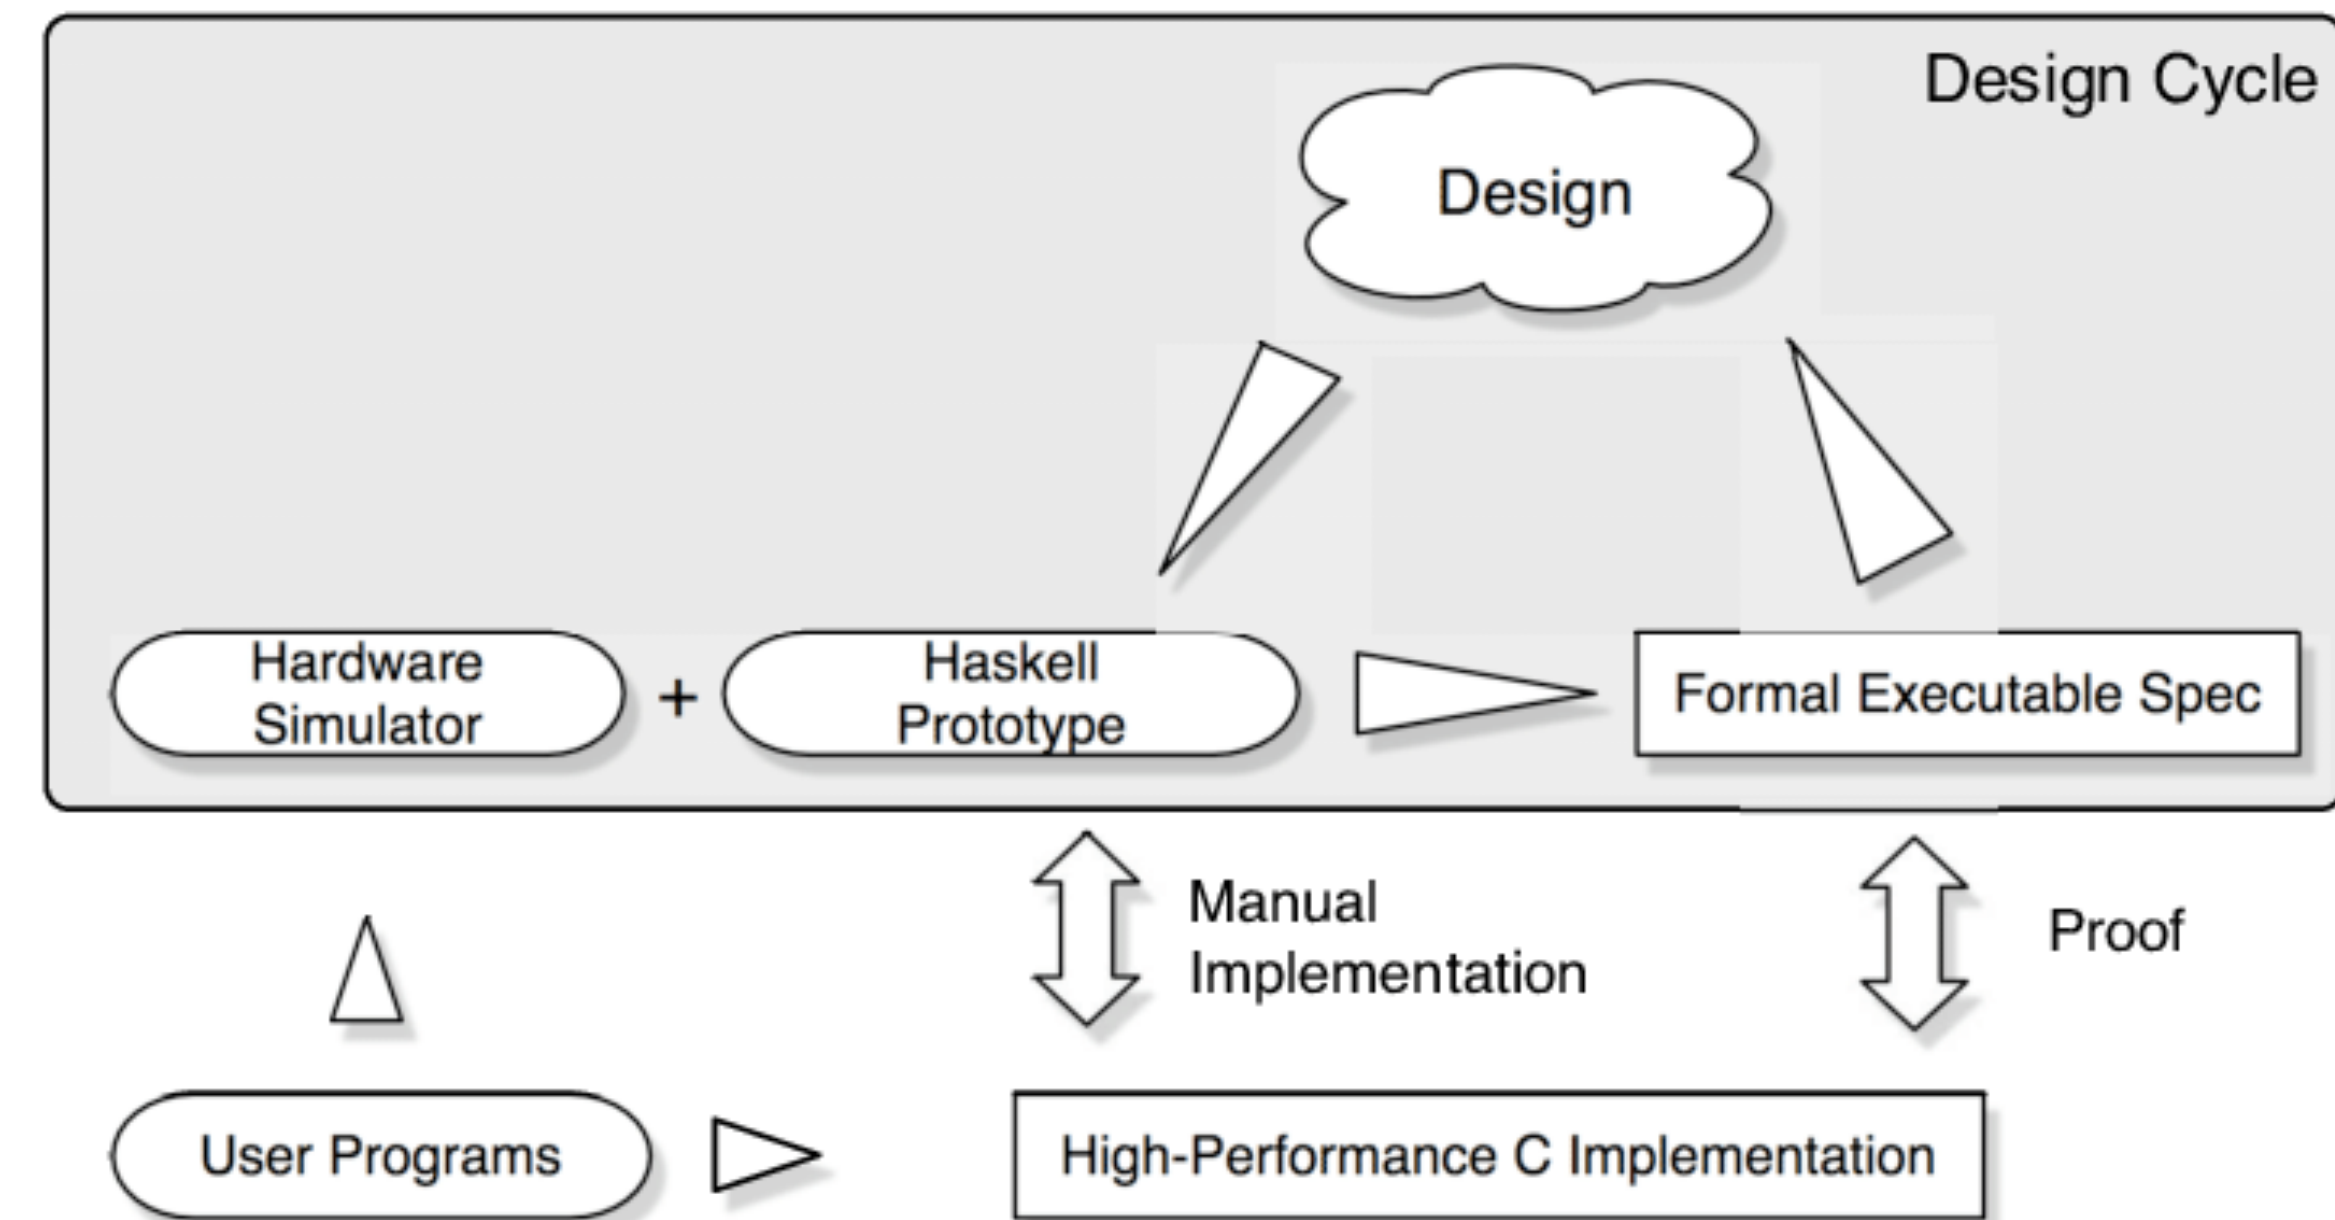 Design Cycle
Design
Hardware
Simulator
+
Haskell
Prototype
Formal Executable Spec
Manual
Implementation
Proof
User Programs
High-Performance C Implementation